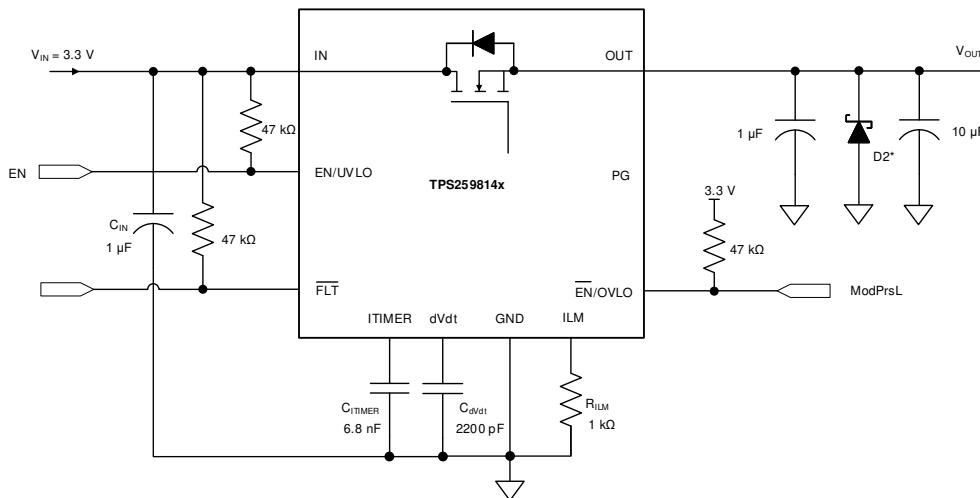 V_IN = 3.3 V
IN
OUT
V_OUT
47 kΩ
1 µF
D2*
10 µF
EN
EN/UVLO
TPS259814x
PG
3.3 V
C_IN
1 µF
47 kΩ
47 kΩ
FLT
EN/OVLO
ModPrsL
ITIMER
dVdt
GND
ILM
C_ITIMER
6.8 nF
C_dVdt
2200 pF
R_ILM
1 kΩ